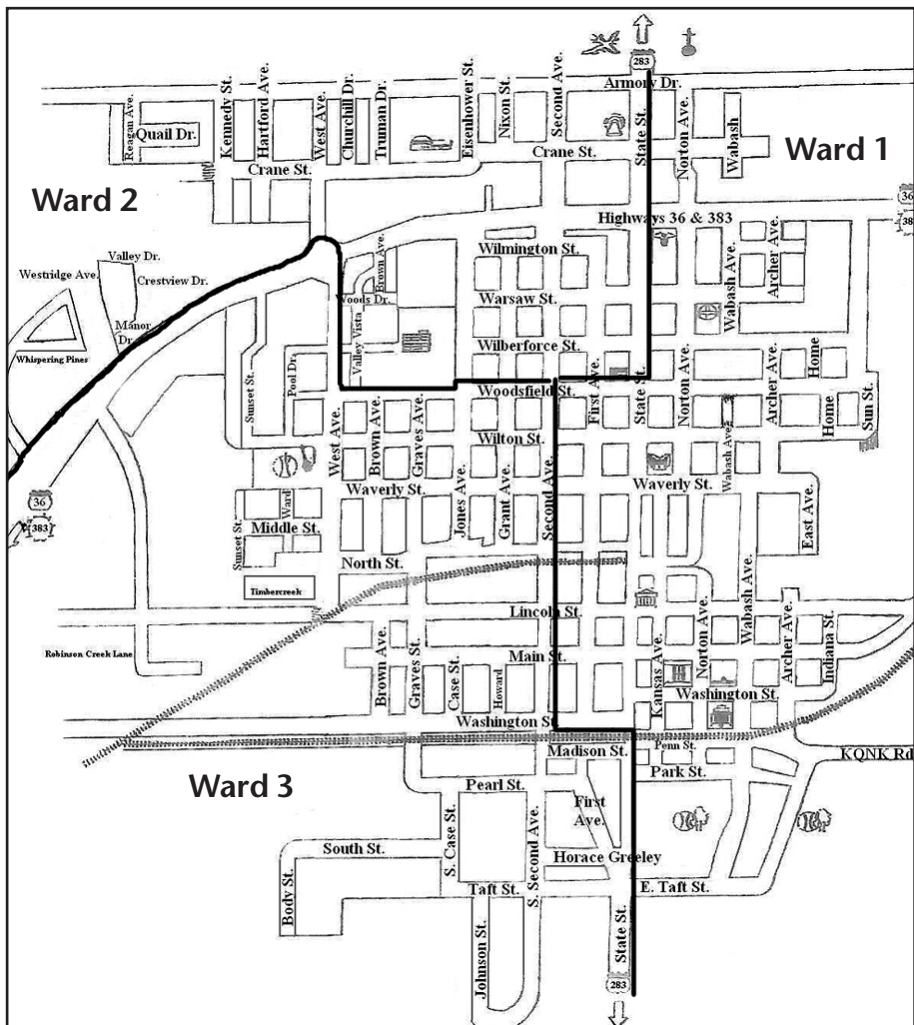 283
Armory Dr.
Reagan Ave.
Quail Dr.
Kennedy St.
Hartford Ave.
West Ave.
Churchill Dr.
Truman Dr.
Eisenhower St.
Nixon St.
Second Ave.
State St.
Norton Ave.
Wabash
Ward 1
Crane St.
Crane St.
Ward 2
36
383
Highways 36 & 383
Valley Dr.
Westridge Ave.
Crestview Dr.
Manor
Dr.
Whispering Pines
Brown Ave.
Wilmington St.
Wabash Ave.
Archer Ave.
Woods Dr.
Warsaw St.
Valley Vista
Wilberforce St.
Sunset St.
Pool Dr.
Woodsfield St.
First Ave.
State St.
Norton Ave.
Archer Ave.
Home
Home
Sun St.
West Ave.
Brown Ave.
Graves Ave.
Wilton St.
Wabash Ave.
Waverly St.
Waverly St.
Jones Ave.
Grant Ave.
Second Ave.
East Ave.
36
383
Ward
Middle St.
Sunset St.
North St.
Timbercreek
Lincoln St.
Robinson Creek Lane
Brown Ave.
Graves St.
Case St.
Howard
Main St.
Kansas Ave.
Norton Ave.
Wabash Ave.
Archer Ave.
Indiana St.
Washington St.
Washington St.
Madison St.
Penn St.
KQNK Rd
Park St.
Ward 3
Pearl St.
First
Ave.
S. Case St.
S. Second Ave.
South St.
Horace Greeley
Body St.
Taft St.
E. Taft St.
Johnson St.
State St.
283